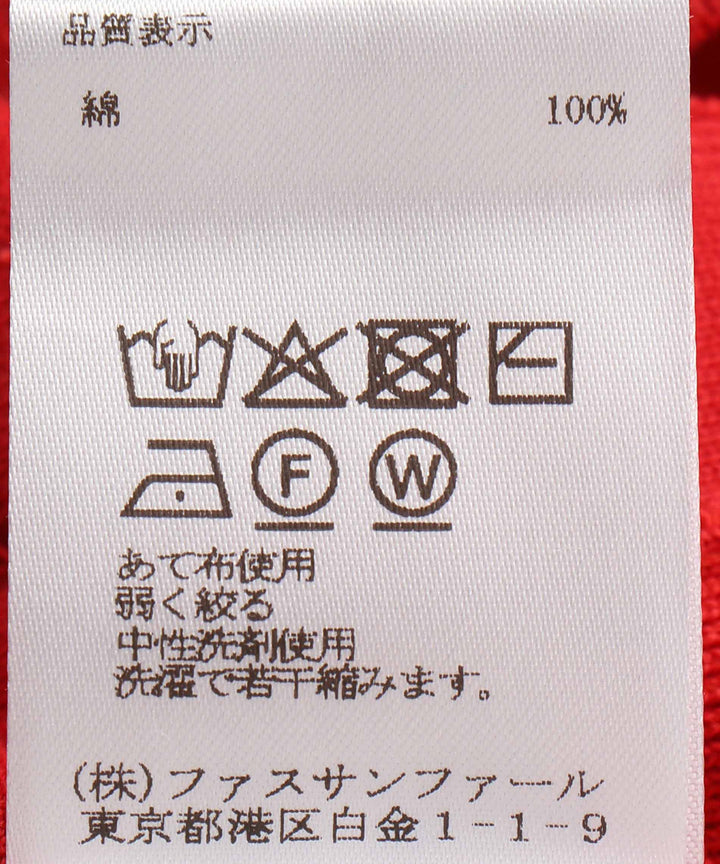 品質表示
綿 100%
F W
あて布使用
弱く絞る
中性洗剤使用
洗濯で若干縮みます。
(株)ファスサンファール
東京都港区白金1-1-9